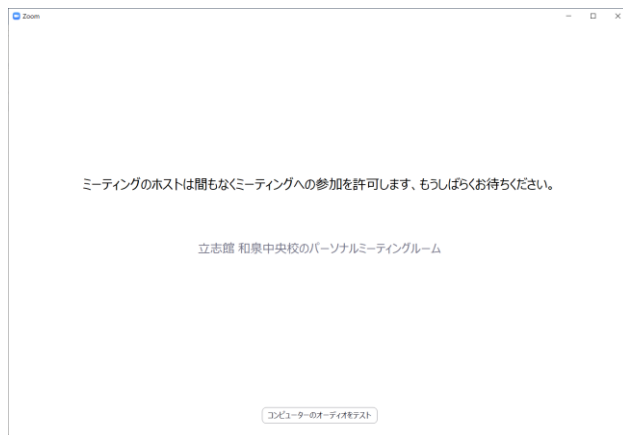 Zoom
ミーティングのホストは間もなくミーティングへの参加を許可します、もうしばらくお待ちください。
立志館 和泉中央校のパーソナルミーティングルーム
コンピューターのオーディオをテスト